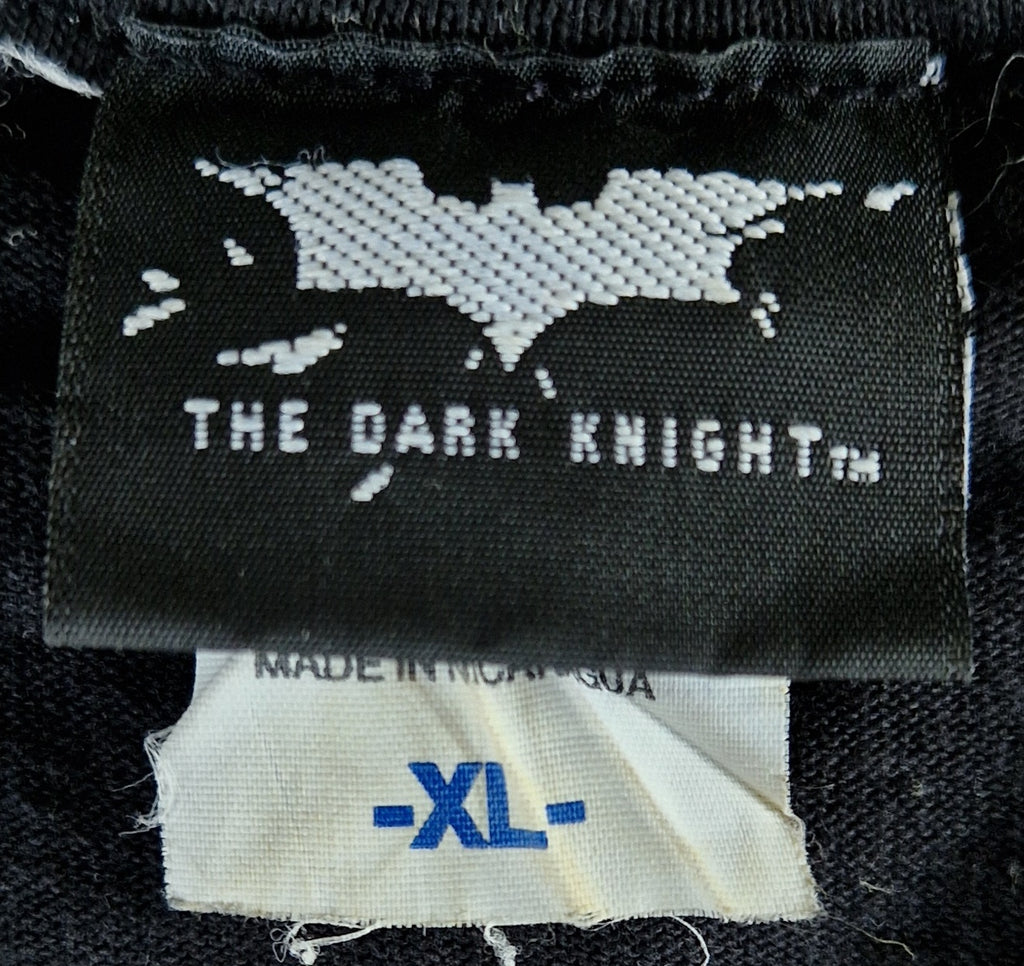 THE DARK KNIGHT™
MADE IN NICARAGUA
-XL-